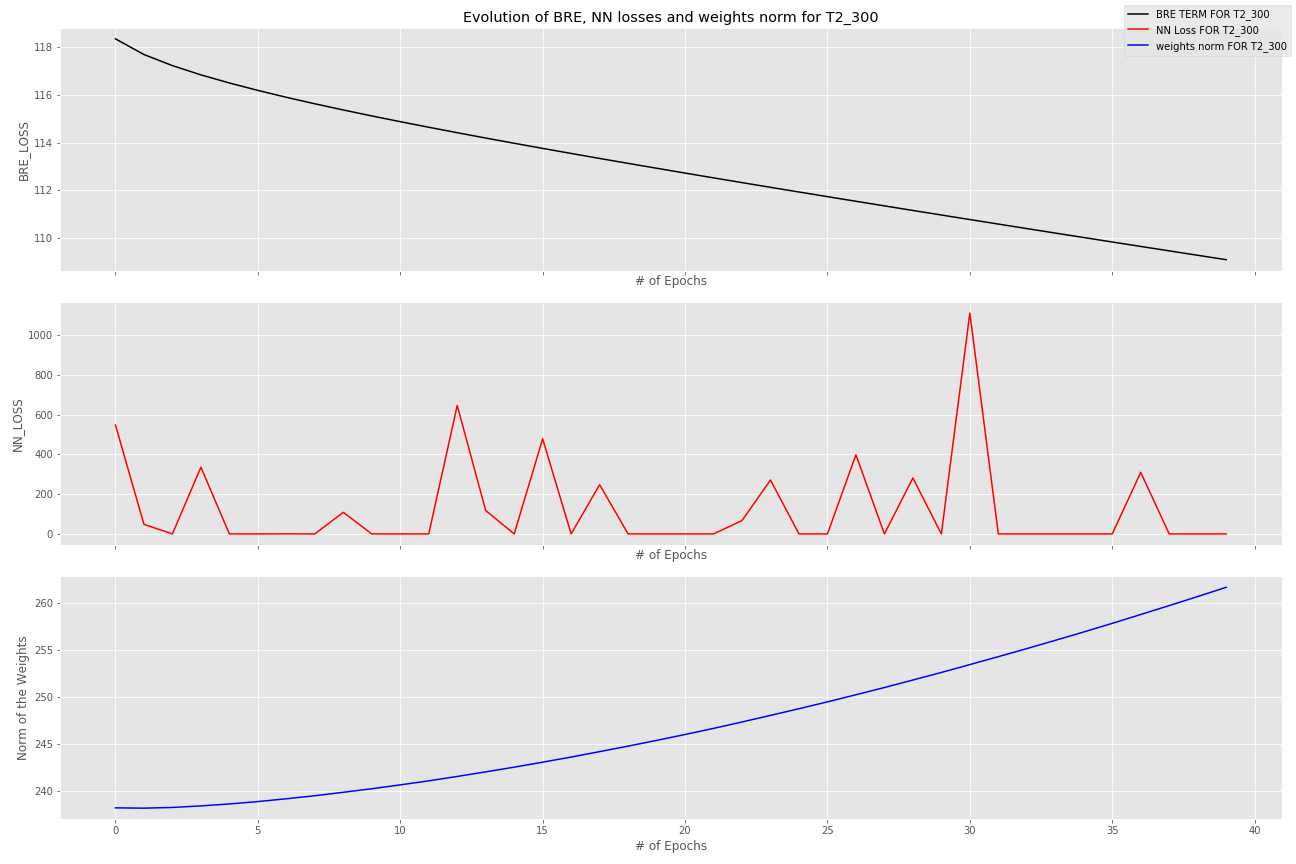 Evolution of BRE, NN losses and weights norm for T2_300
BRE TERM FOR T2_300
NN Loss FOR T2_300
weights norm FOR T2_300
118
116
114
112
110
BRE_LOSS
# of Epochs
1000
800
600
400
200
0
NN_LOSS
# of Epochs
260
255
250
245
240
Norm of the Weights
0 5 10 15 20 25 30 35 40
# of Epochs